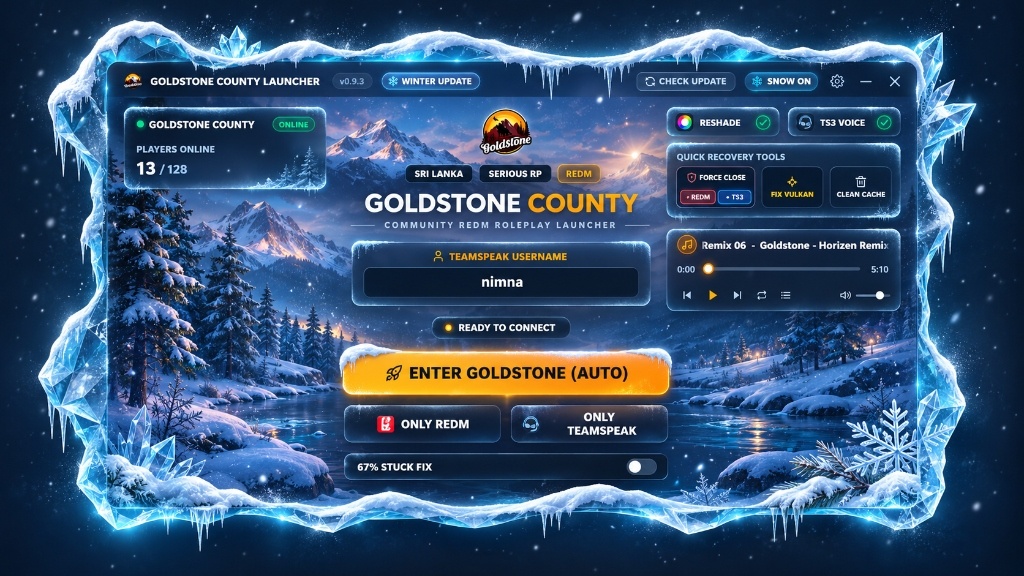 GOLDSTONE COUNTY LAUNCHER
v0.9.3
WINTER UPDATE
CHECK UPDATE
SNOW ON
GOLDSTONE COUNTY
ONLINE
PLAYERS ONLINE
13 / 128
Goldstone
SRI LANKA
SERIOUS RP
REDM
GOLDSTONE COUNTY
COMMUNITY REDM ROLEPLAY LAUNCHER
TEAMSPEAK USERNAME
nimna
READY TO CONNECT
ENTER GOLDSTONE (AUTO)
ONLY REDM
ONLY
TEAMSPEAK
67% STUCK FIX
RESHADE
TS3 VOICE
QUICK RECOVERY TOOLS
FORCE CLOSE
REDM
TS3
FIX VULKAN
CLEAN CACHE
Remix 06 - Goldstone - Horizen Remix
0:00
5:10